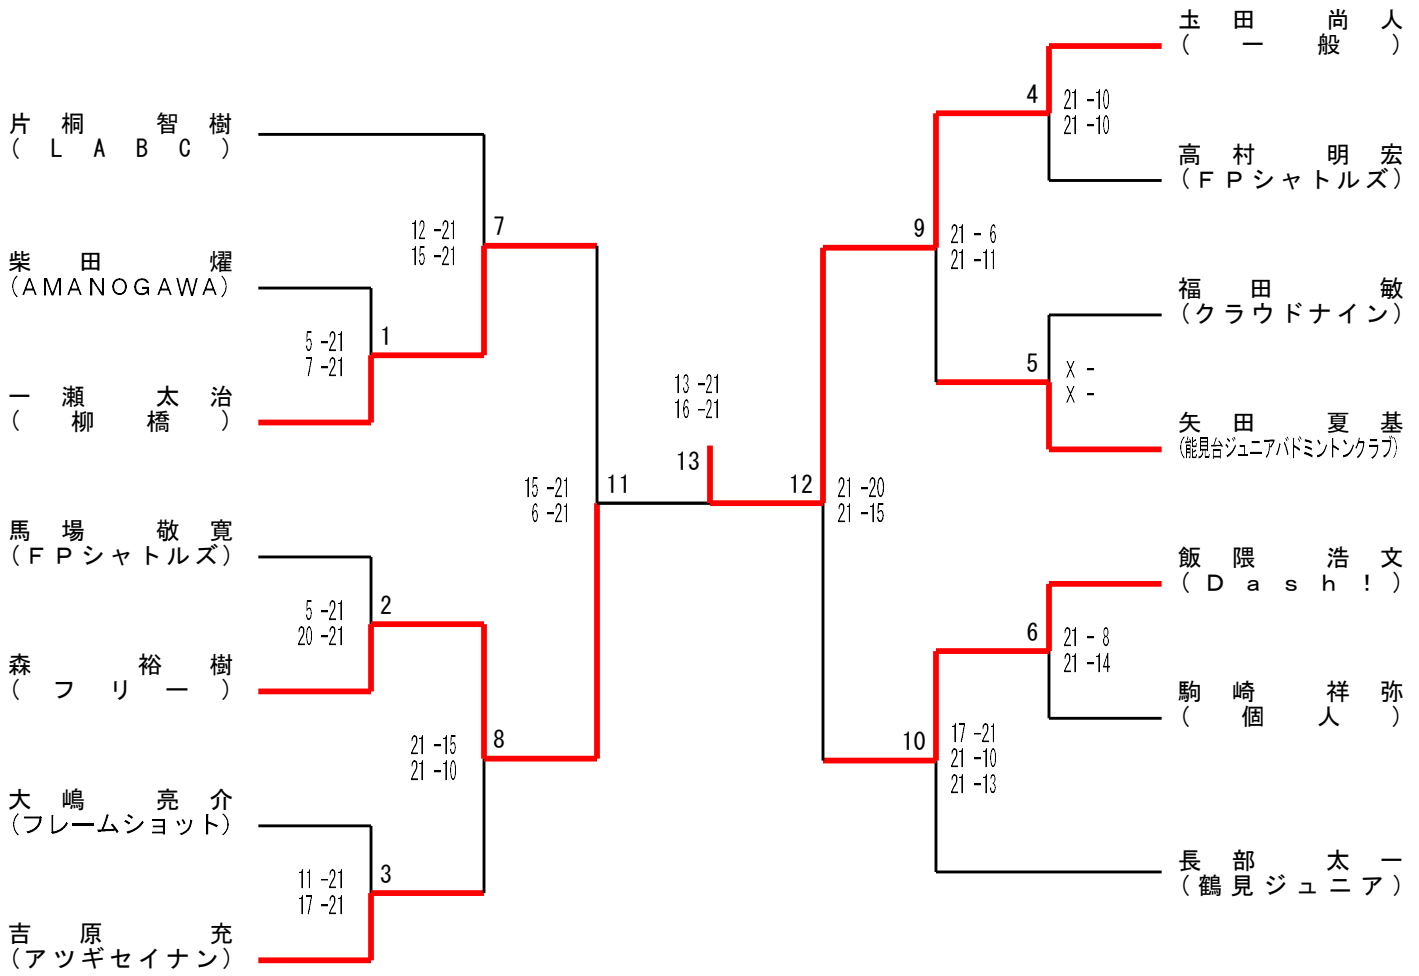 片桐 智樹
(LABC)
柴田 燿
(AMANOGAWA)
一瀬 太治
(柳橋)
馬場 敬寛
(FPシャトルズ)
森 裕樹
(フリー)
大嶋 亮介
(フレームショット)
吉原 充
(アツギセイナン)
12 -21
15 -21
7
5 -21
7 -21
1
5 -21
20 -21
2
21 -15
21 -10
8
11 -21
17 -21
3
15 -21
6 -21
11
13 -21
16 -21
13
12
21 -20
21 -15
9
21 - 6
21 -11
4
21 -10
21 -10
5
X -
X -
6
21 - 8
21 -14
10
17 -21
21 -10
21 -13
圡田 尚人
(一般)
高村 明宏
(FPシャトルズ)
福田 敏
(クラウドナイン)
矢田 夏基
(能見台ジュニアバドミントンクラブ)
飯隈 浩文
(Dash!)
駒崎 祥弥
(個人)
長部 太一
(鶴見ジュニア)